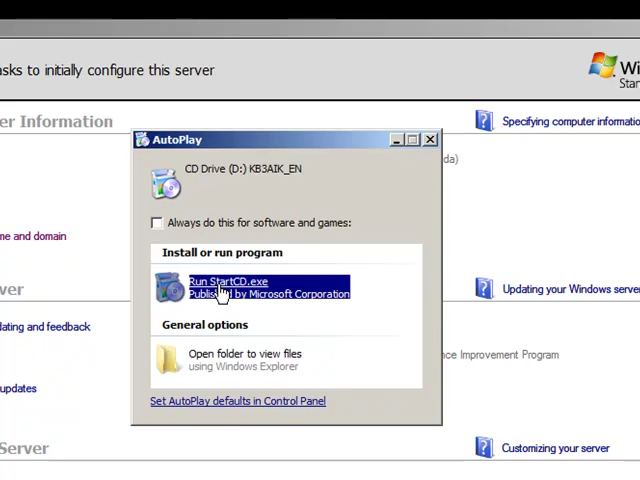 asks to initially configure this server
Wi
Stan
er Information
Specifying computer informatio
AutoPlay
da)
CD Drive (D:) KB3AIK_EN
Always do this for software and games:
me and domain
Install or run program
Run StartCD.exe
Published by Microsoft Corporation
ver
Updating your Windows server
General options
dating and feedback
Open folder to view files
using Windows Explorer
nce Improvement Program
updates
Set AutoPlay defaults in Control Panel
Server
Customizing your server